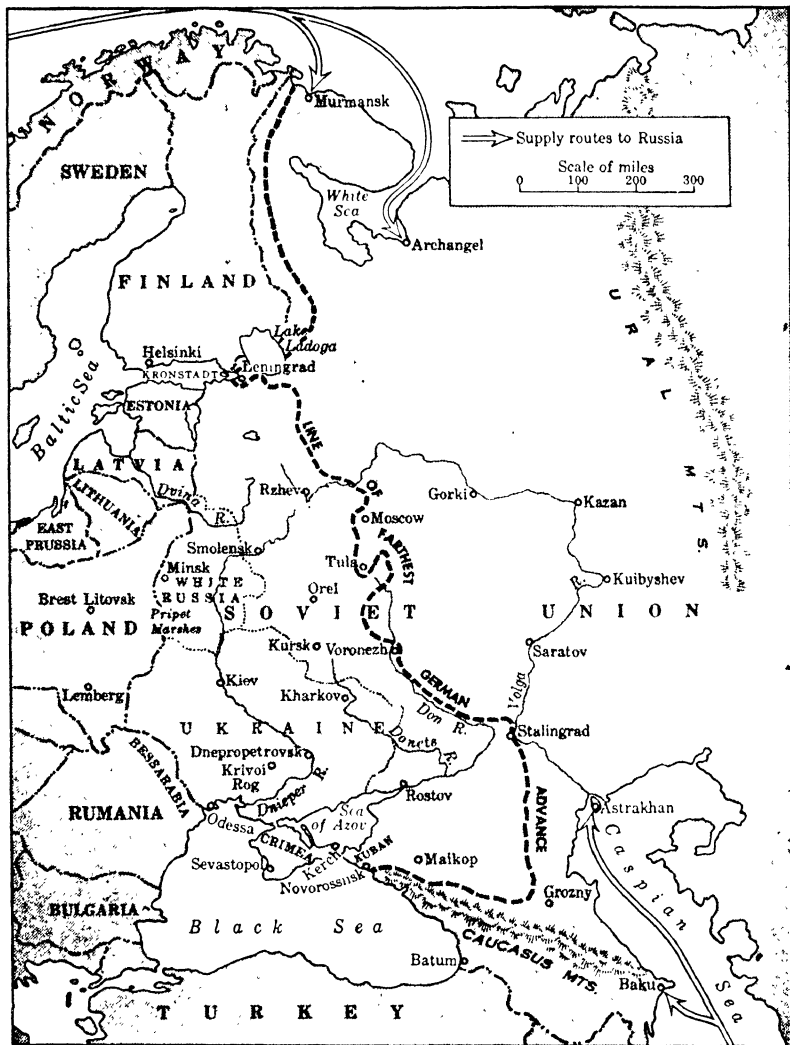 NORWAY
Murmansk
Supply routes to Russia
Scale of miles
0 100 200 300
SWEDEN
White
Sea
Archangel
FINLAND
URAL MTS.
Lake
Ladoga
Helsinki
KRONSTADT
Leningrad
Baltic Sea
ESTONIA
LINE
LATVIA
OF
Dvina
R.
Rzhev
Gorki
Kazan
LITHUANIA
Moscow
EAST
PRUSSIA
FARTHEST
Smolensk
Tula
Minsk
WHITE
RUSSIA
R.
Kuibyshev
Brest Litovsk
Orel
SOVIET UNION
POLAND
Pripet
Marshes
Kursk
Voronezh
Saratov
Lemberg
Kiev
GERMAN
Volga
Kharkov
Don R.
UKRAINE
Donets
R.
Stalingrad
BESSARABIA
Dnepropetrovsk
Krivoi
Rog
Dnieper R.
Rostov
ADVANCE
RUMANIA
Odessa
Sea
of Azov
Astrakhan
CRIMEA
Kerch
KUBAN
Maikop
Sevastopol
Novorossiisk
Grozny
Caspian Sea
BULGARIA
Black Sea
CAUCASUS MTS.
Batum
Baku
TURKEY